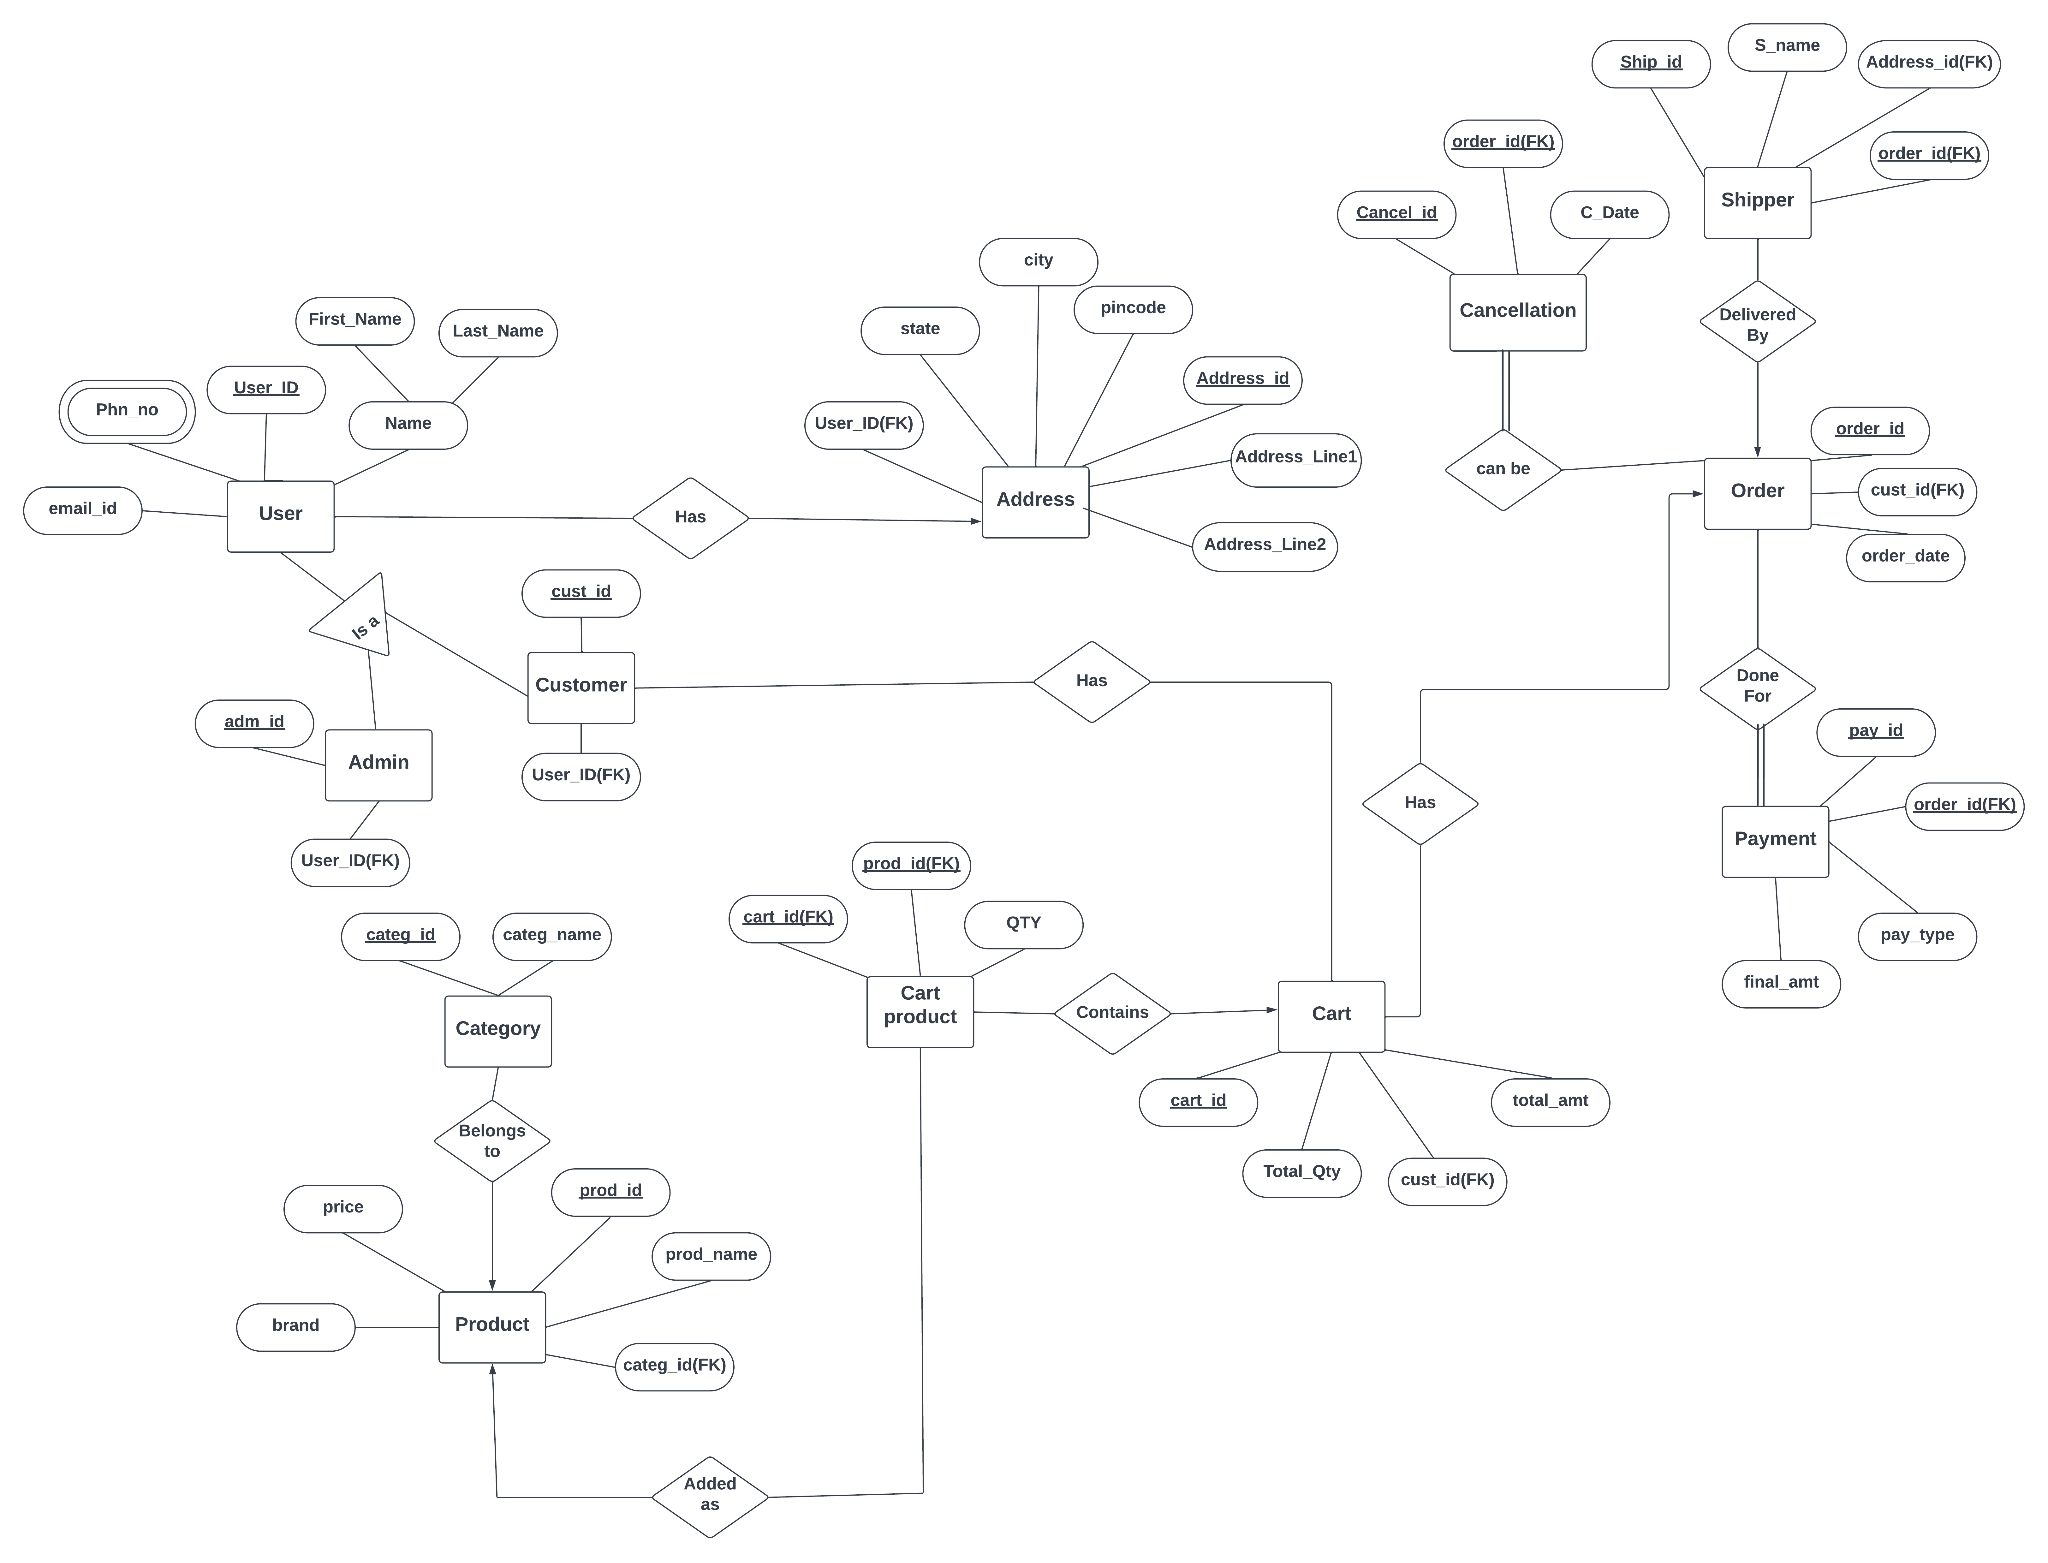 S_name
Ship_id
Address_id(FK)
order_id(FK)
order_id(FK)
Shipper
Cancel_id
C_Date
city
Cancellation
pincode
Delivered
By
First_Name
Last_Name
state
User_ID
Address_id
Phn_no
Name
User_ID(FK)
order_id
Address_Line1
can be
email_id
User
Has
Address
Order
cust_id(FK)
Address_Line2
order_date
cust_id
Is a
Customer
Has
Done
For
adm_id
pay_id
Admin
User_ID(FK)
Has
order_id(FK)
Payment
User_ID(FK)
prod_id(FK)
cart_id(FK)
QTY
categ_id
categ_name
pay_type
final_amt
Cart
product
Contains
Cart
Category
cart_id
total_amt
Belongs
to
Total_Qty
cust_id(FK)
prod_id
price
prod_name
brand
Product
categ_id(FK)
Added
as